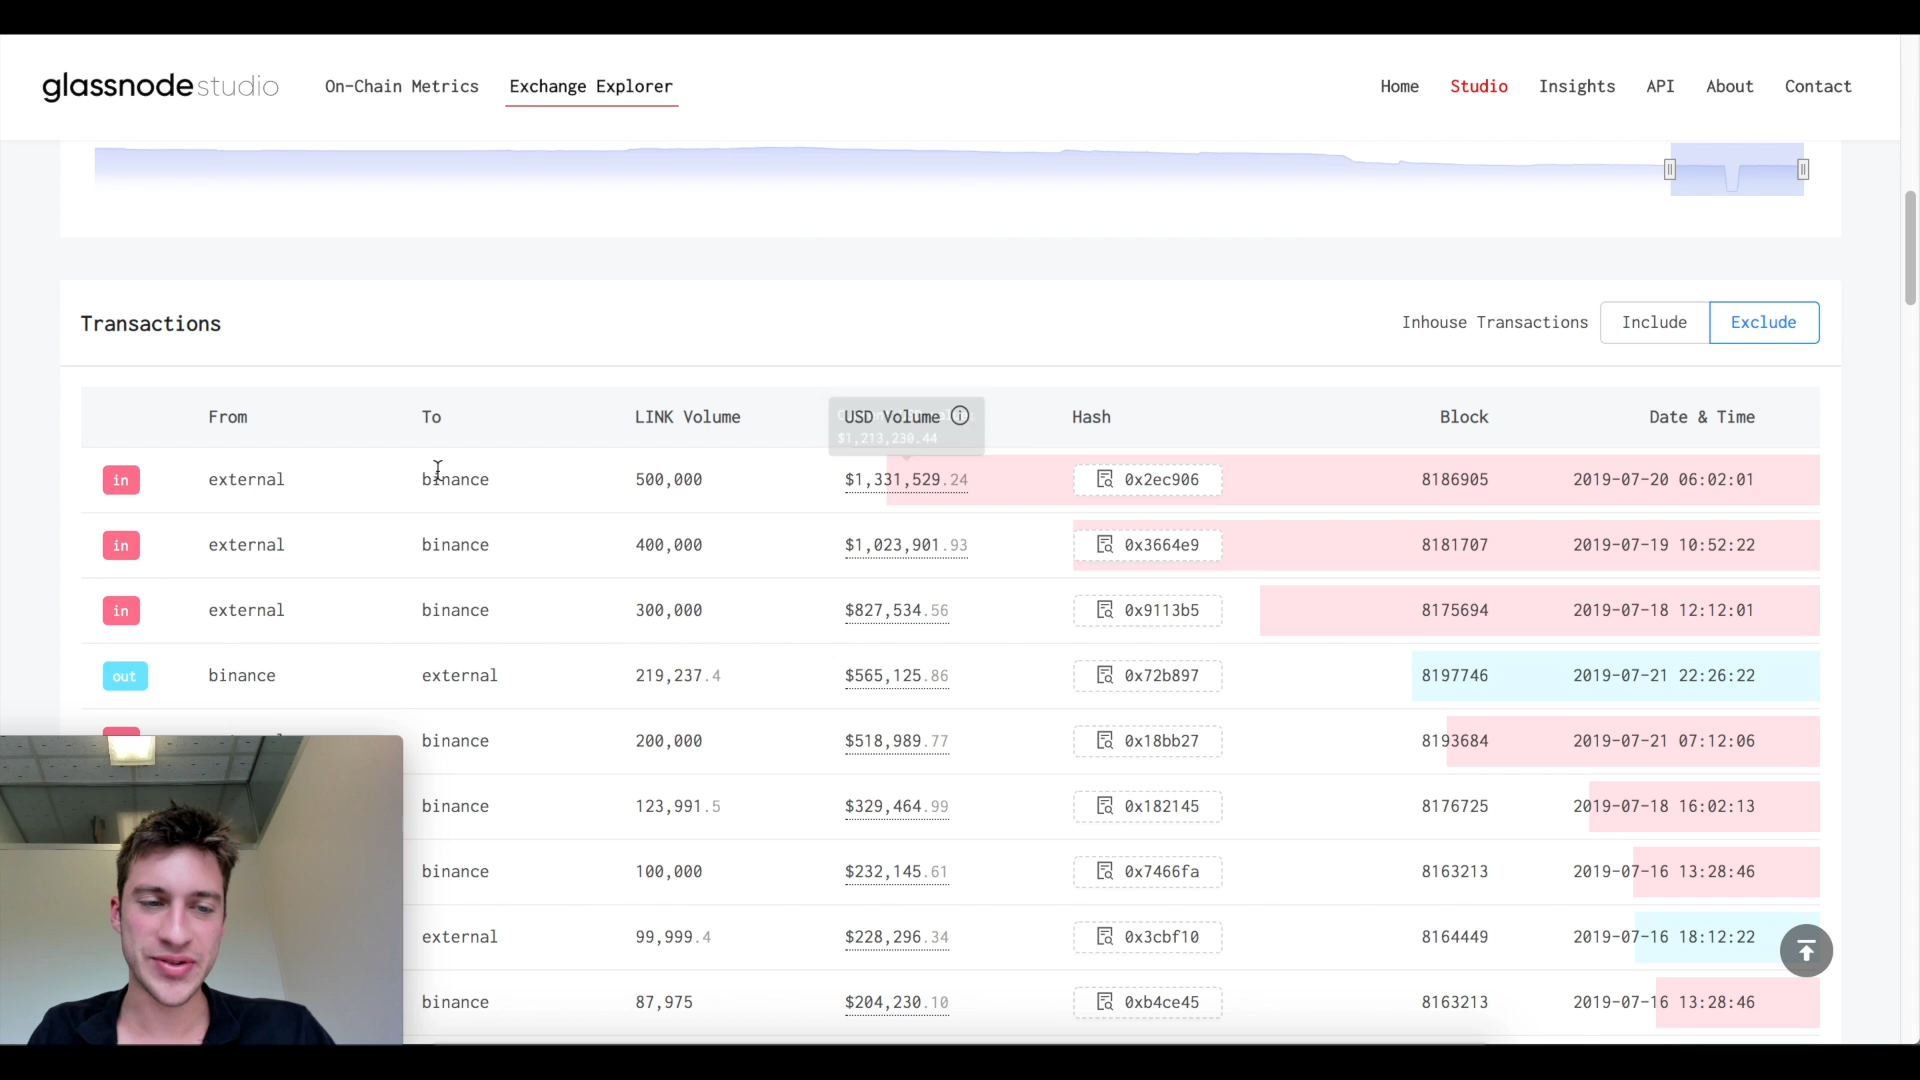 glassnodestudio On-Chain Metrics Exchange Explorer Home Studio Insights API About Contact
Transactions Inhouse Transactions Include Exclude
From To LINK Volume USD Volume Hash Block Date & Time
$1,213,230.44
in external binance 500,000 $1,331,529.24 0x2ec906 8186905 2019-07-20 06:02:01
in external binance 400,000 $1,023,901.93 0x3664e9 8181707 2019-07-19 10:52:22
in external binance 300,000 $827,534.56 0x9113b5 8175694 2019-07-18 12:12:01
out binance external 219,237.4 $565,125.86 0x72b897 8197746 2019-07-21 22:26:22
binance 200,000 $518,989.77 0x18bb27 8193684 2019-07-21 07:12:06
binance 123,991.5 $329,464.99 0x182145 8176725 2019-07-18 16:02:13
binance 100,000 $232,145.61 0x7466fa 8163213 2019-07-16 13:28:46
external 99,999.4 $228,296.34 0x3cbf10 8164449 2019-07-16 18:12:22
binance 87,975 $204,230.10 0xb4ce45 8163213 2019-07-16 13:28:46